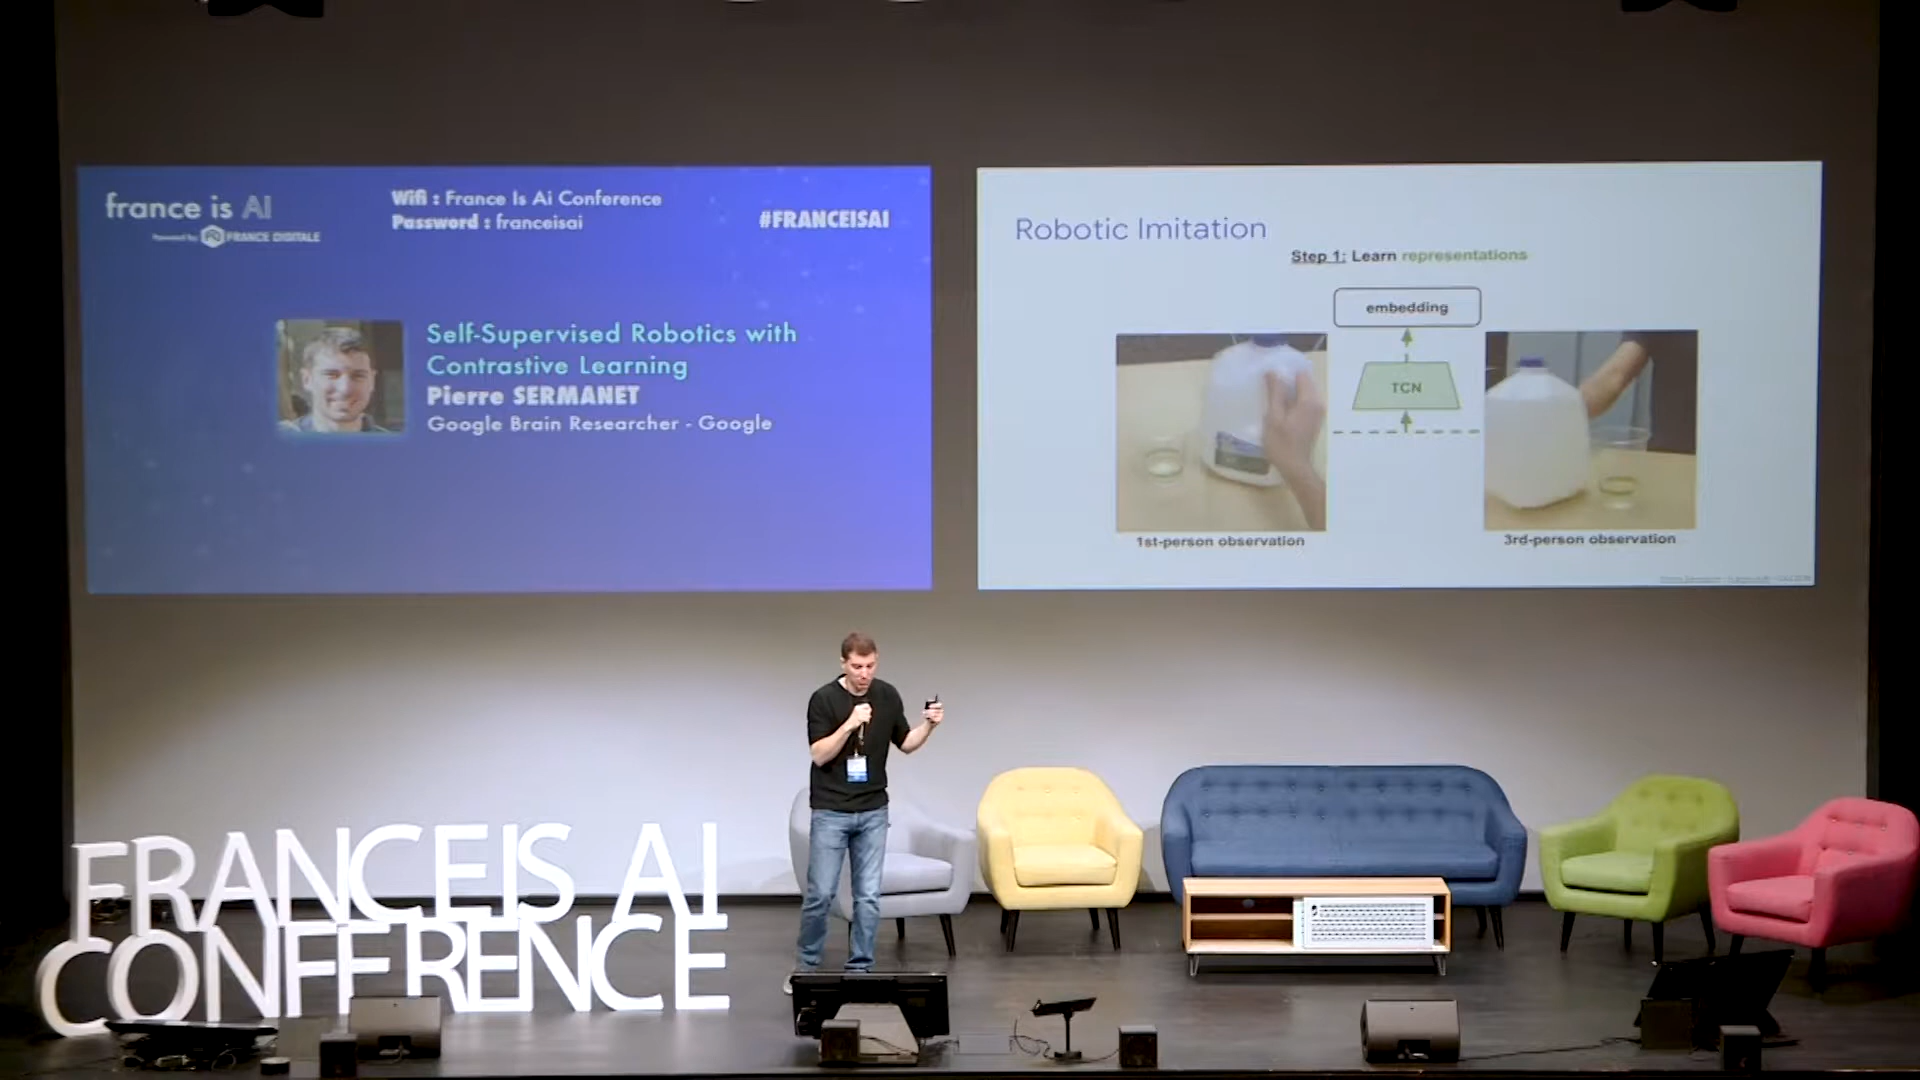 france is AI
Powered by FRANCE DIGITALE
Wifi : France Is Ai Conference
Password : franceisai
#FRANCEISAI
Self-Supervised Robotics with
Contrastive Learning
Pierre SERMANET
Google Brain Researcher - Google
Robotic Imitation
Step 1: Learn representations
embedding
TCN
1st-person observation
3rd-person observation
FRANCE IS AI
CONFERENCE